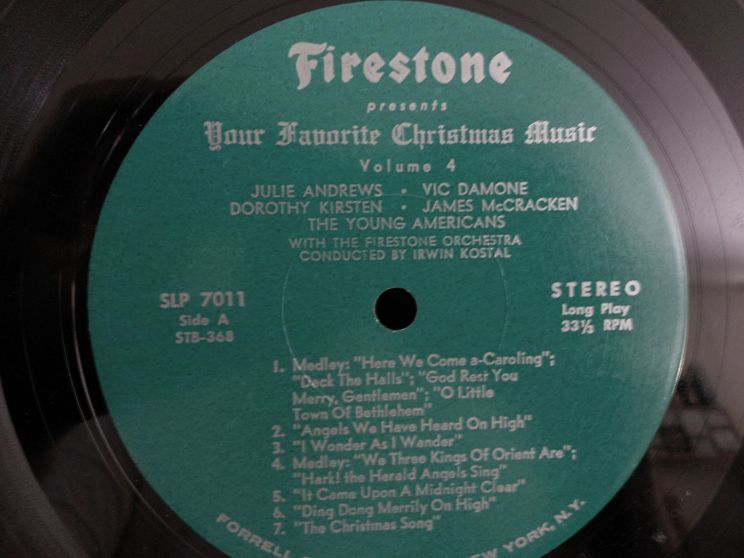 Firestone
presents
Your Favorite Christmas Music
Volume 4
JULIE ANDREWS • VIC DAMONE
DOROTHY KIRSTEN • JAMES McCRACKEN
THE YOUNG AMERICANS
WITH THE FIRESTONE ORCHESTRA
CONDUCTED BY IRWIN KOSTAL
SLP 7011
Side A
STB-368
STEREO
Long Play
33⅓ RPM
1. Medley: "Here We Come a-Caroling";
"Deck The Halls"; "God Rest You
Merry, Gentlemen"; "O Little
Town Of Bethlehem"
2. "Angels We Have Heard On High"
3. "I Wonder As I Wander"
4. Medley: "We Three Kings Of Orient Are";
"Hark! the Herald Angels Sing"
5. "It Came Upon A Midnight Clear"
6. "Ding Dong Merrily On High"
7. "The Christmas Song"
FORRELL NEW YORK, N.Y.